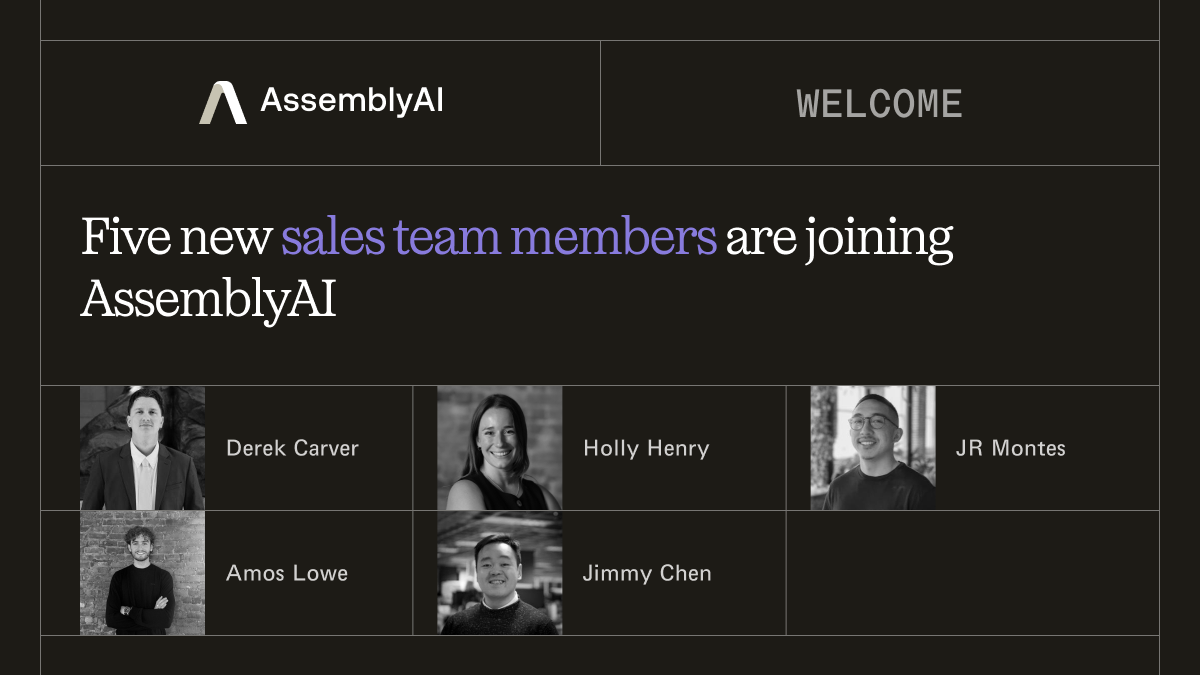 AssemblyAI
WELCOME
Five new sales team members are joining
AssemblyAI
Derek Carver
Holly Henry
JR Montes
Amos Lowe
Jimmy Chen